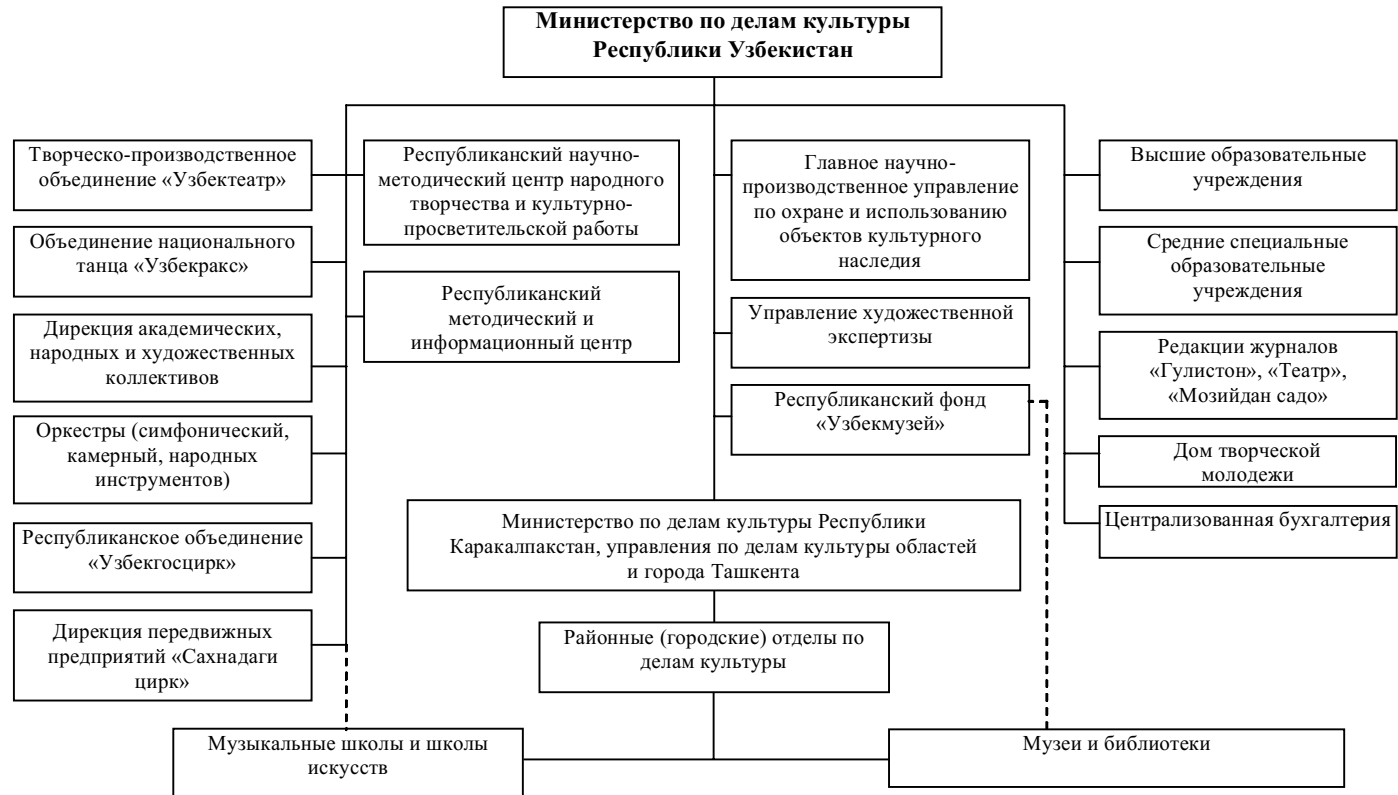 Министерство по делам культуры
Республики Узбекистан
Творческо-производственное
объединение «Узбектеатр»
Объединение национального
танца «Узбекракс»
Дирекция академических,
народных и художественных
коллективов
Оркестры (симфонический,
камерный, народных
инструментов)
Республиканское объединение
«Узбекгосцирк»
Дирекция передвижных
предприятий «Сахнадаги
цирк»
Республиканский научно-
методический центр народного
творчества и культурно-
просветительской работы
Республиканский
методический и
информационный центр
Главное научно-
производственное управление
по охране и использованию
объектов культурного
наследия
Управление художественной
экспертизы
Республиканский фонд
«Узбекмузей»
Высшие образовательные
учреждения
Средние специальные
образовательные
учреждения
Редакции журналов
«Гулистон», «Театр»,
«Мозийдан садо»
Дом творческой
молодежи
Централизованная бухгалтерия
Министерство по делам культуры Республики
Каракалпакстан, управления по делам культуры областей
и города Ташкента
Районные (городские) отделы по
делам культуры
Музыкальные школы и школы
искусств
Музеи и библиотеки